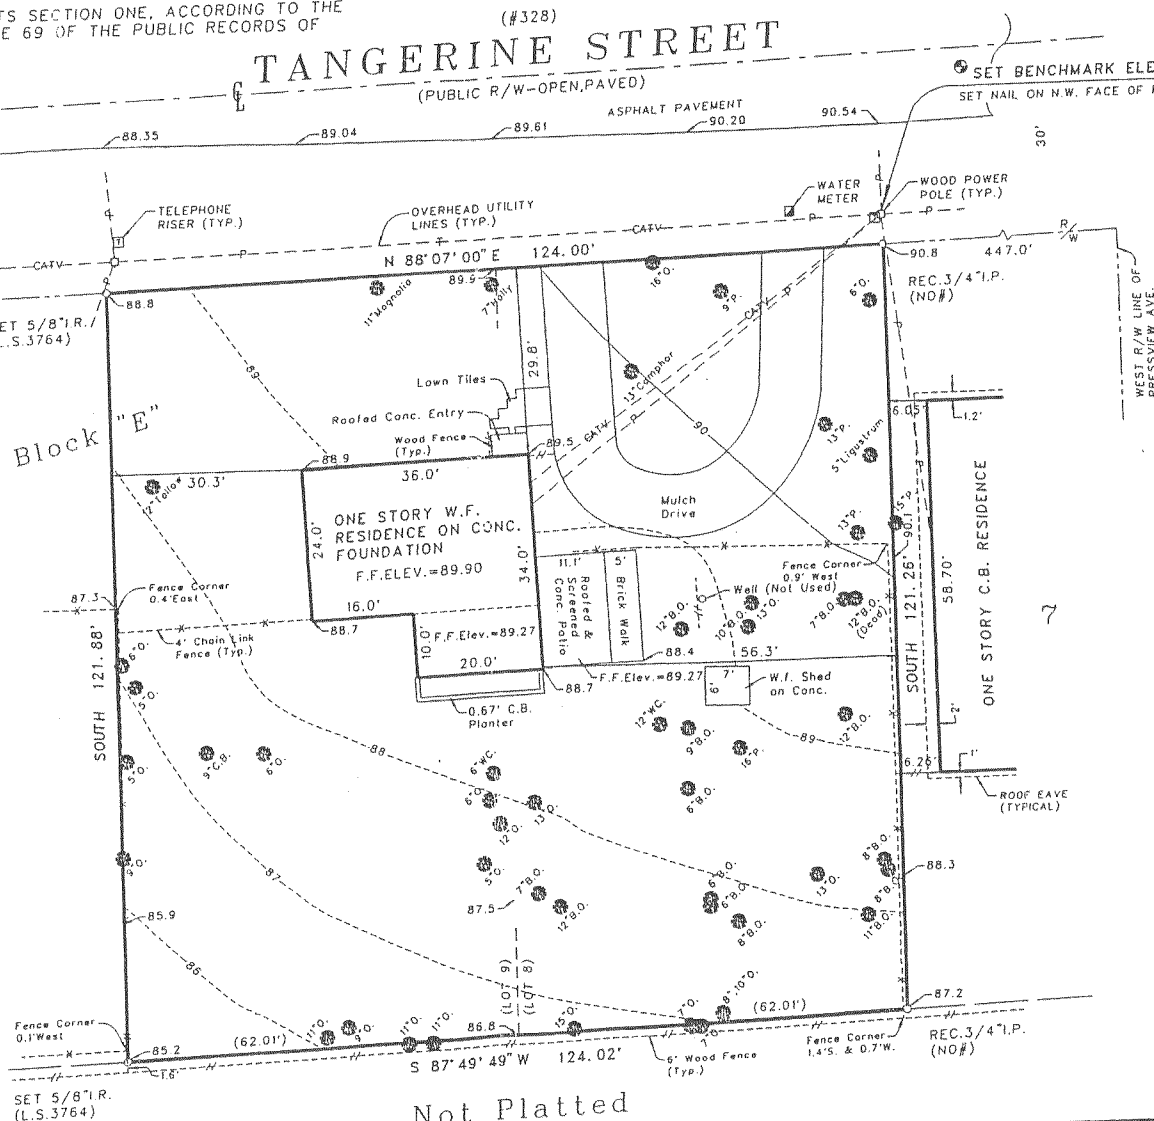 TS SECTION ONE, ACCORDING TO THE
E 69 OF THE PUBLIC RECORDS OF
(#328)
TANGERINE STREET
(PUBLIC R/W-OPEN,PAVED)
SET BENCHMARK ELE
SET NAIL ON N.W. FACE OF
ASPHALT PAVEMENT
88.35
89.04
89.61
90.20
90.54
30'
TELEPHONE
RISER (TYP.)
OVERHEAD UTILITY
LINES (TYP.)
WATER
METER
WOOD POWER
POLE (TYP.)
CATV
P
T
CATV
P
P
R/W
N 88°07'00" E 124.00'
90.8
447.0'
REC.3/4"I.P.
(NO#)
WEST R/W LINE OF
PRESSVIEW AVE.
88.8
ET 5/8"I.R./
L.S.3764)
11"Magnolia
89.9
7"Holly
16"O.
9"P.
6"O.
CATV
P
89
29.8'
13"Camphor
Lawn Tiles
Roofed Conc. Entry
Wood Fence
(Typ.)
89.5
CATV
P
90
13"P.
5"Ligustrum
6.05'
1.2'
Block "E"
88.9
36.0'
30.3'
12"Tallow
Mulch
Drive
13"P.
15"P.
90.1
ONE STORY W.F.
RESIDENCE ON CONC.
FOUNDATION
F.F.ELEV.=89.90
24.0'
34.0'
16.0'
88.7
10.0'
F.F.Elev.=89.27
20.0'
88.7
11.1'
5'
Roofed &
Screened
Conc. Patio
Brick Walk
Fence Corner
0.9' West
Well (Not Used)
12"B.O.
10"B.O.
13"O.
7"B.O.
12"B.O.
(Dead)
88.4
56.3'
F.F.Elev.=89.27
7'
6'
W.f. Shed
on Conc.
0.67' C.B.
Planter
SOUTH 121.26'
58.70'
ONE STORY C.B. RESIDENCE
7
87.3
Fence Corner
0.4'East
4' Chain Link
Fence (Typ.)
6"O.
5"O.
SOUTH 121.88'
5"O.
9"C.B.
6"O.
88
12"WC.
9"B.O.
16"P.
12"B.O.
89
2'
6.26'
1'
ROOF EAVE
(TYPICAL)
6"WC.
6"O.
13"O.
12"O.
6"B.O.
9"O.
5"O.
7"B.O.
12"B.O.
87.5
6"B.O.
6"B.O.
8"B.O.
13"O.
8"B.O.
8"B.O.
11"B.O.
88.3
87
85.9
86
(LOT 9)
(LOT 8)
Fence Corner
0.1'West
85.2
1.6'
(62.01')
11"O.
9"O.
11"O.
11"O.
86.8
15"O.
7"O.
7"O.
8"
10"O.
(62.01')
87.2
S 87°49'49" W 124.02'
6' Wood Fence
(Typ.)
Fence Corner
1.4'S. & 0.7'W.
REC.3/4"I.P.
(NO#)
SET 5/8"I.R.
(L.S.3764)
Not Platted